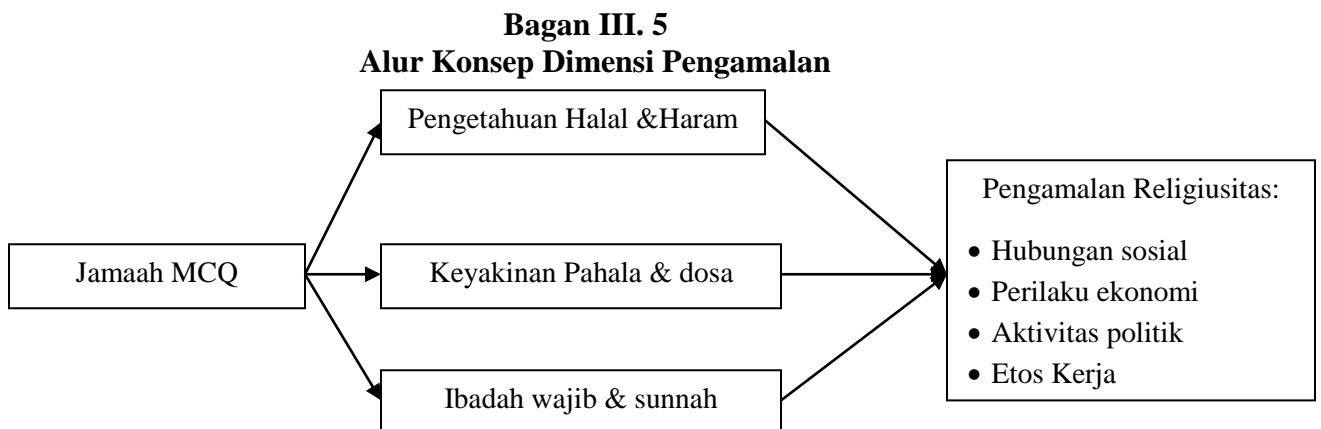 Bagan III. 5
Alur Konsep Dimensi Pengamalan
Pengetahuan Halal &Haram
Jamaah MCQ
Keyakinan Pahala & dosa
Ibadah wajib & sunnah
Pengamalan Religiusitas:
• Hubungan sosial
• Perilaku ekonomi
• Aktivitas politik
• Etos Kerja